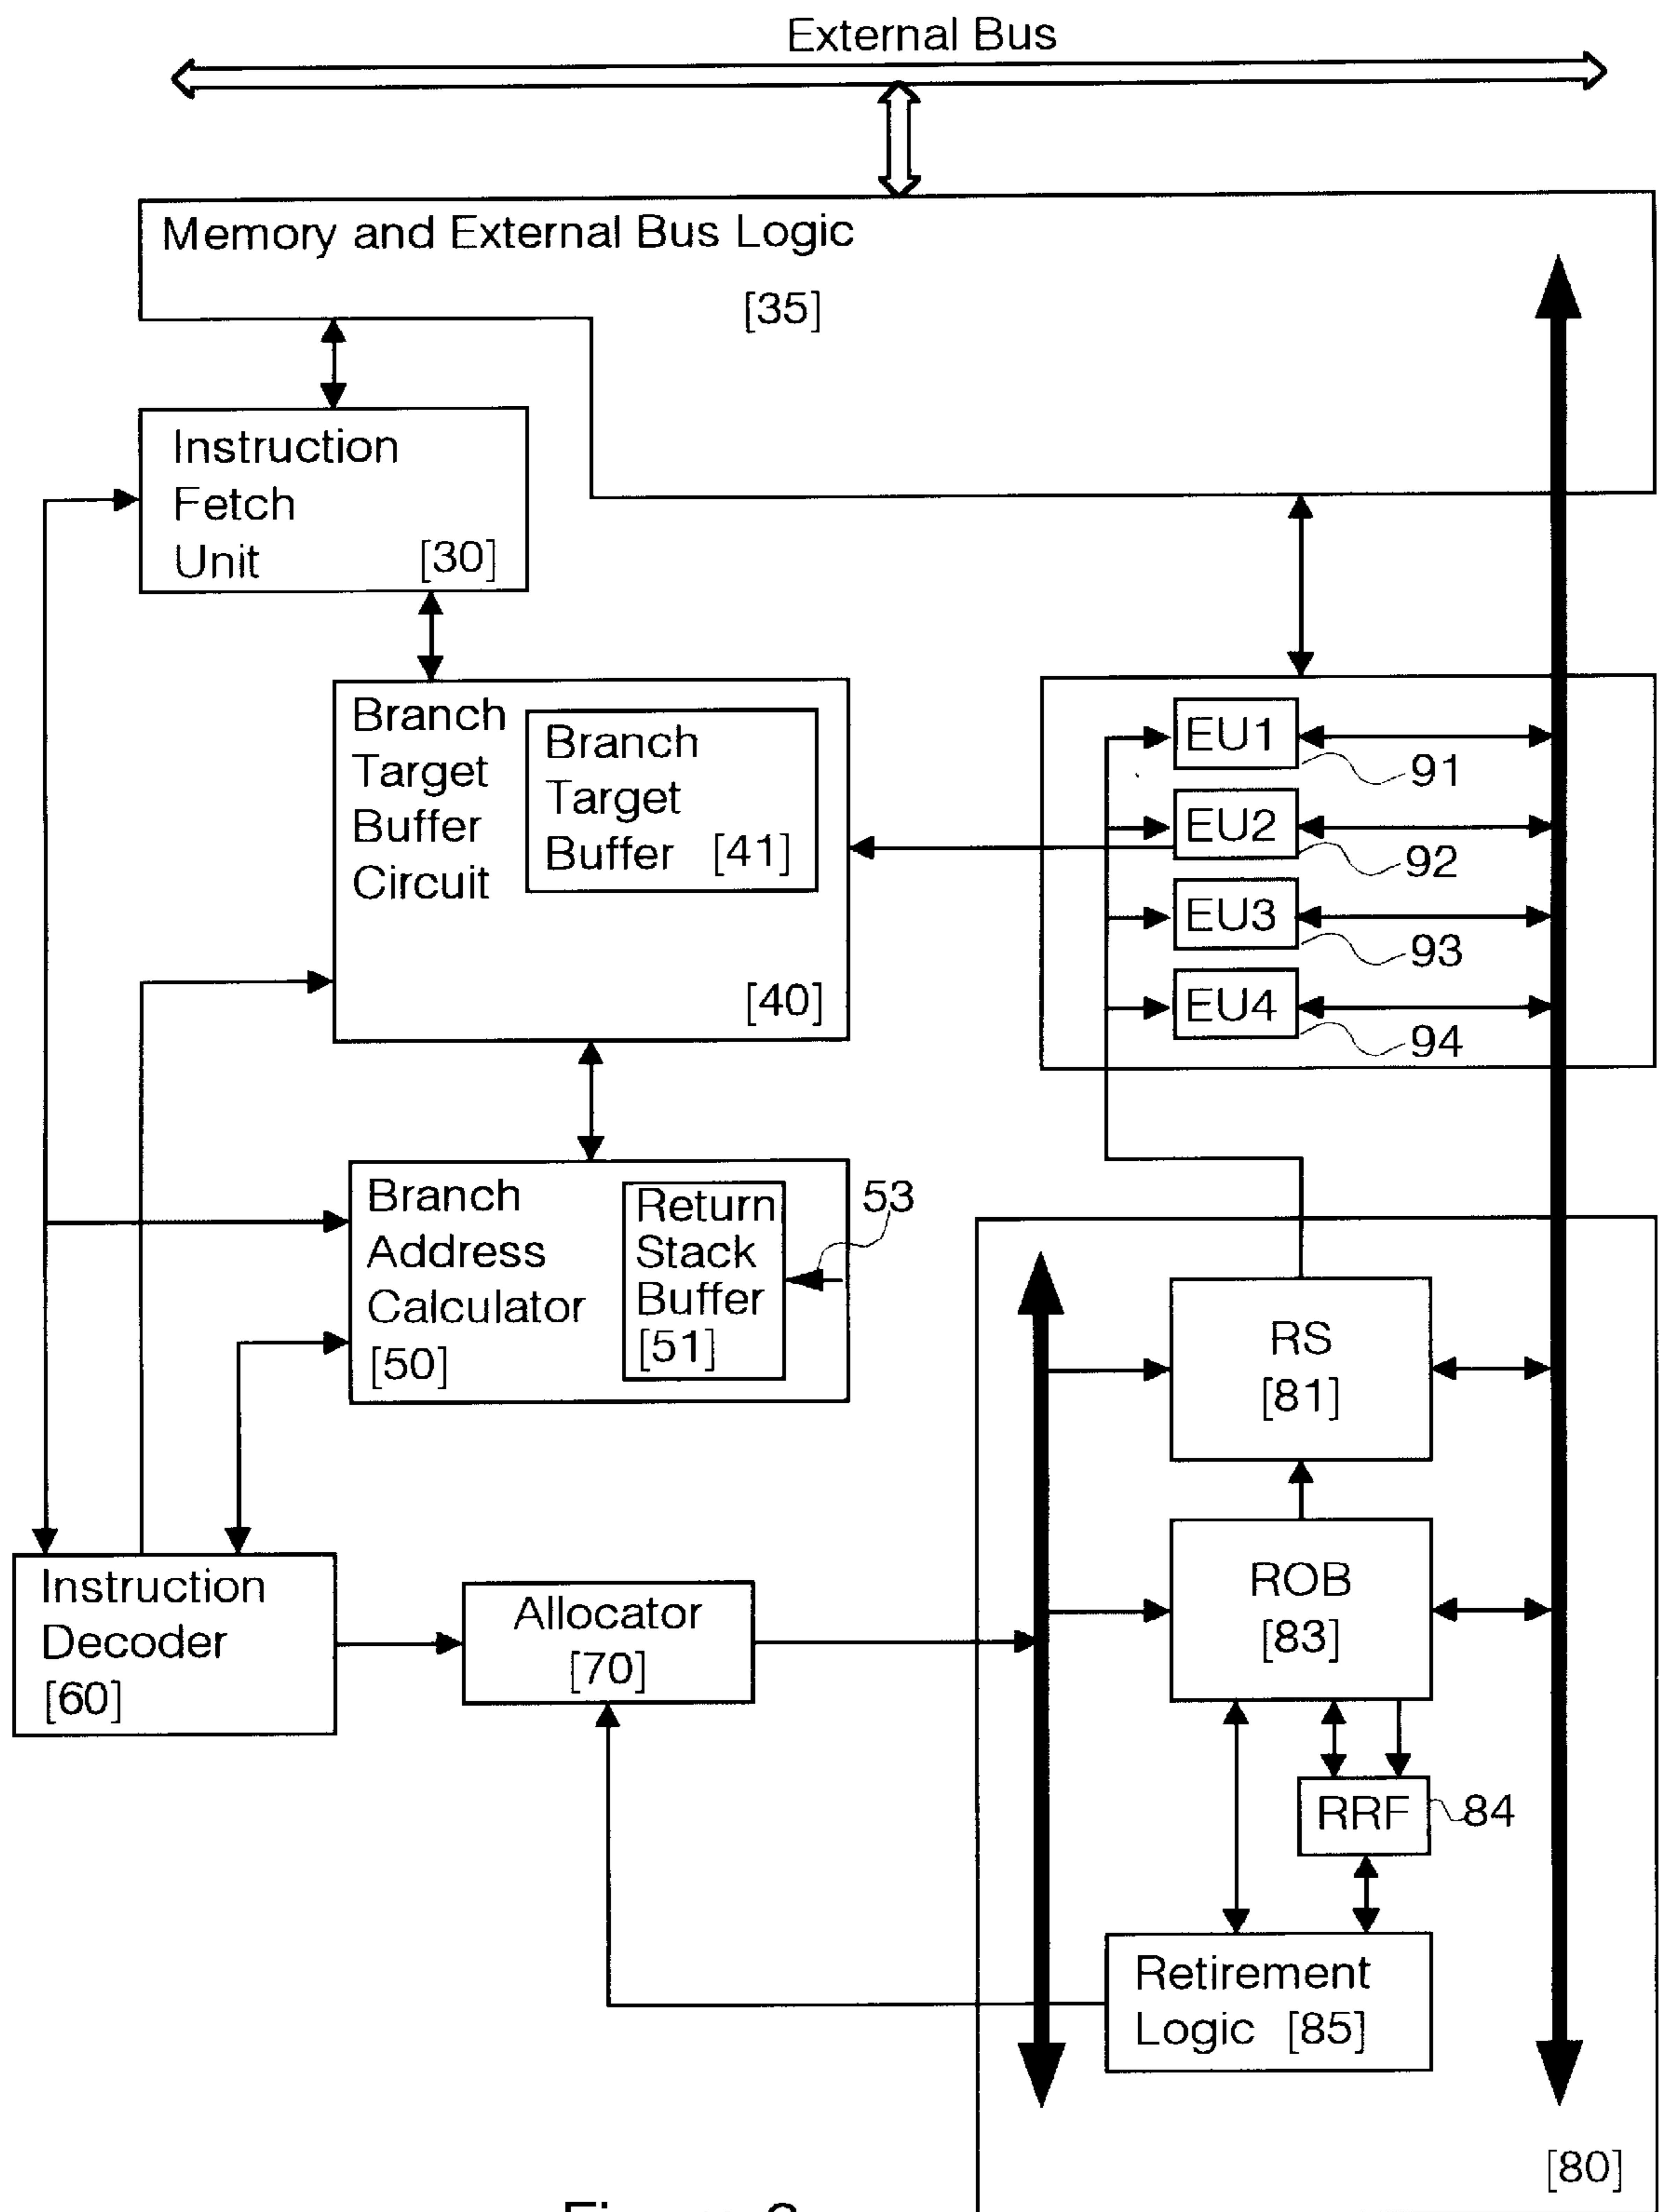 External Bus
Memory and External Bus Logic
[35]
Instruction
Fetch
Unit [30]
Branch
Target
Buffer
Circuit
Branch
Target
Buffer [41]
[40]
EU1
91
EU2
92
EU3
93
EU4
94
Branch
Address
Calculator
[50]
Return
Stack
Buffer
[51]
53
RS
[81]
ROB
[83]
Instruction
Decoder
[60]
Allocator
[70]
RRF
84
Retirement
Logic [85]
[80]